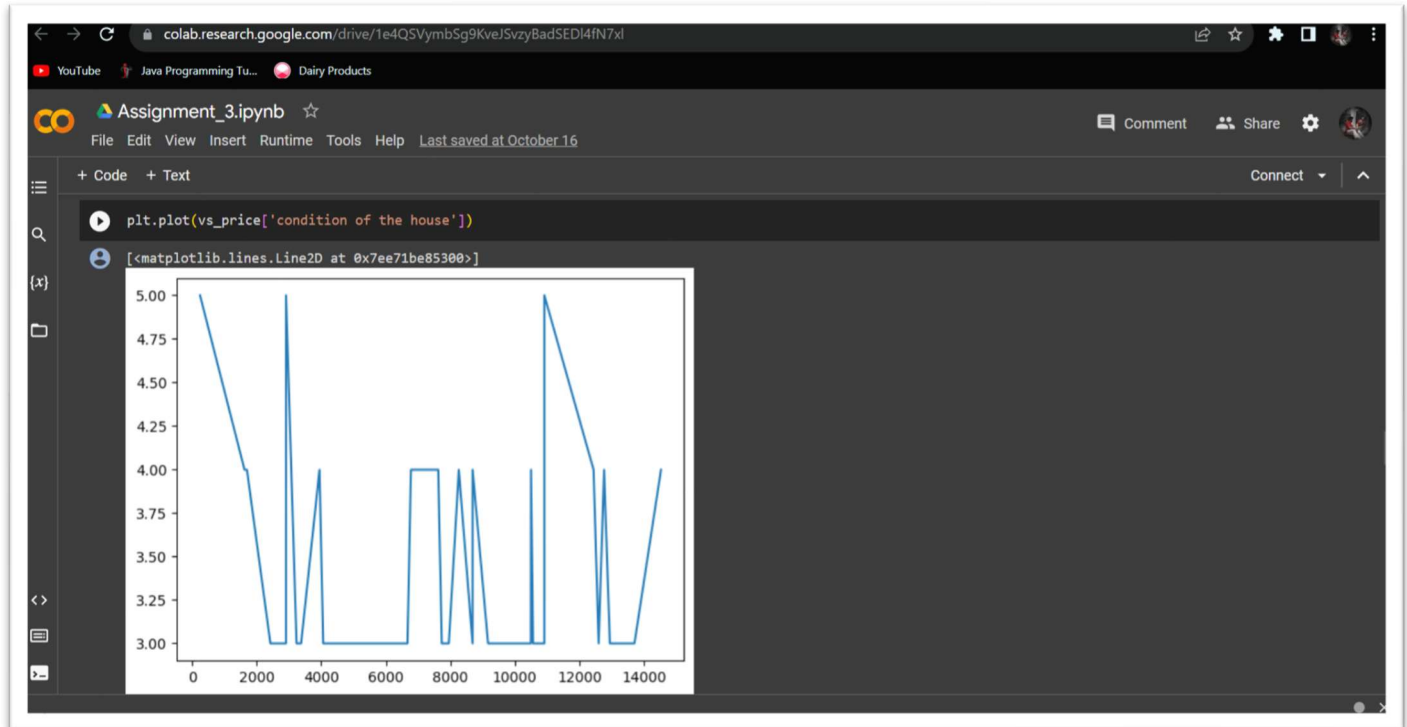 colab.research.google.com/drive/1e4QSVymbSg9KveJSvzyBadSEDl4fN7xl
YouTube Java Programming Tu... Dairy Products
CO Assignment_3.ipynb
Comment Share
File Edit View Insert Runtime Tools Help Last saved at October 16
+ Code + Text Connect
plt.plot(vs_price['condition of the house'])
[<matplotlib.lines.Line2D at 0x7ee71be85300>]
{x}
5.00
4.75
4.50
4.25
4.00
3.75
3.50
3.25
3.00
0 2000 4000 6000 8000 10000 12000 14000